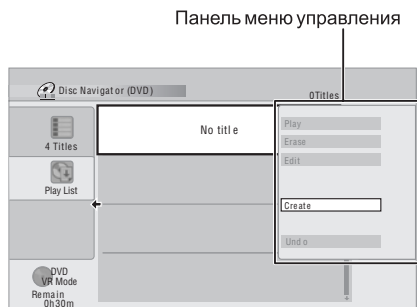 Панель меню управления
Disc Navigator (DVD)
0Titles
4 Titles
No title
Play
Erase
Edit
Play List
Create
Undo
DVD
VR Mode
Remain
0h30m